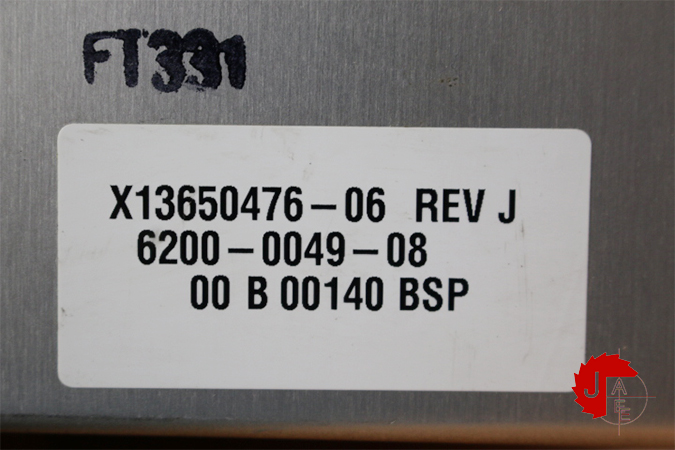 FT331
X13650476-06 REV J
6200-0049-08
00 B 00140 BSP
J
A